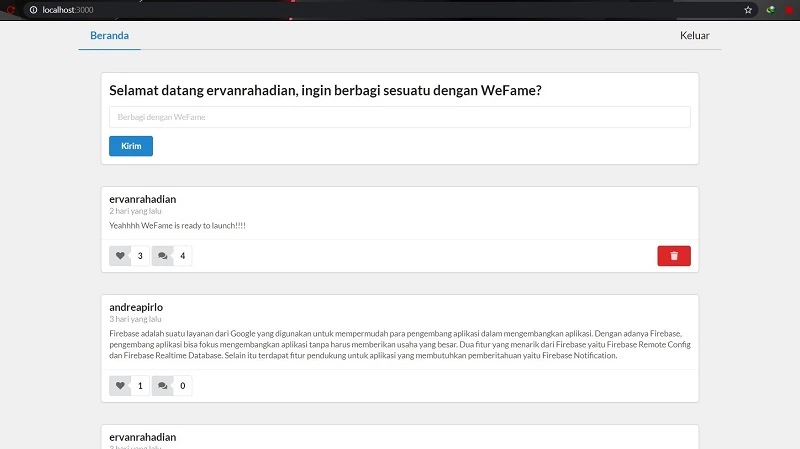 localhost:3000
Beranda
Keluar
Selamat datang ervanrahadian, ingin berbagi sesuatu dengan WeFame?
Berbagi dengan WeFame
Kirim
ervanrahadian
2 hari yang lalu
Yeahhhh WeFame is ready to launch!!!!
3 4
andreapirlo
3 hari yang lalu
Firebase adalah suatu layanan dari Google yang digunakan untuk mempermudah para pengembang aplikasi dalam mengembangkan aplikasi. Dengan adanya Firebase,
pengembang aplikasi bisa fokus mengembangkan aplikasi tanpa harus memberikan usaha yang besar. Dua fitur yang menarik dari Firebase yaitu Firebase Remote Config
dan Firebase Realtime Database. Selain itu terdapat fitur pendukung untuk aplikasi yang membutuhkan pemberitahuan yaitu Firebase Notification.
1 0
ervanrahadian
3 hari yang lalu